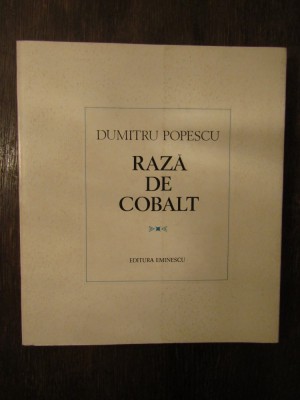 DUMITRU POPESCU
RAZĂ
DE
COBALT
EDITURA EMINESCU